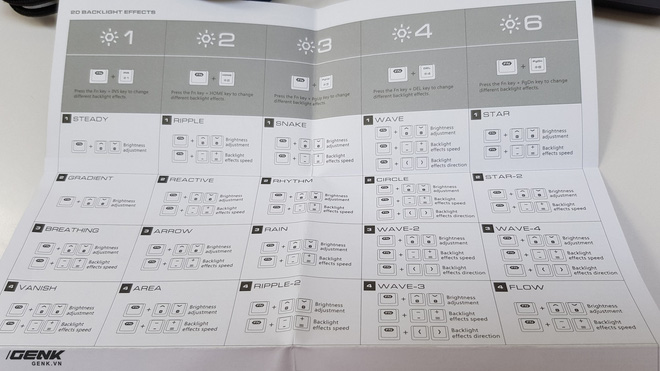 20 BACKLIGHT EFFECTS
1
2
3
4
6
Press the Fn key + INS key to change
different backlight effects.
Press the Fn key + HOME key to change
different backlight effects.
Press the Fn key + PgUp key to change
different backlight effects.
Press the Fn key + DEL key to change
different backlight effects.
Press the Fn key + PgDn key to change
different backlight effects.
1 STEADY
Brightness
adjustment
1 RIPPLE
Brightness
adjustment
Backlight
effects speed
1 SNAKE
Brightness
adjustment
Backlight
effects speed
1 WAVE
Brightness
adjustment
Backlight
effects speed
Backlight
effects direction
1 STAR
Brightness
adjustment
Backlight
effects speed
2 GRADIENT
Brightness
adjustment
2 REACTIVE
Brightness
adjustment
Backlight
effects speed
2 RHYTHM
Brightness
adjustment
Backlight
effects speed
2 CIRCLE
Brightness
adjustment
Backlight
effects speed
Backlight
effects direction
2 STAR-2
Brightness
adjustment
Backlight
effects speed
3 BREATHING
Brightness
adjustment
Backlight
effects speed
3 ARROW
Brightness
adjustment
Backlight
effects speed
3 RAIN
Brightness
adjustment
Backlight
effects speed
3 WAVE-2
Brightness
adjustment
Backlight
effects speed
Backlight
effects direction
3 WAVE-4
Brightness
adjustment
Backlight
effects speed
Backlight
effects direction
4 VANISH
Brightness
adjustment
Backlight
effects speed
4 AREA
Brightness
adjustment
Backlight
effects speed
4 RIPPLE-2
Brightness
adjustment
Backlight
effects speed
4 WAVE-3
Brightness
adjustment
Backlight
effects speed
Backlight
effects direction
4 FLOW
Brightness
adjustment
Backlight
effects speed
GENK
GENK.VN